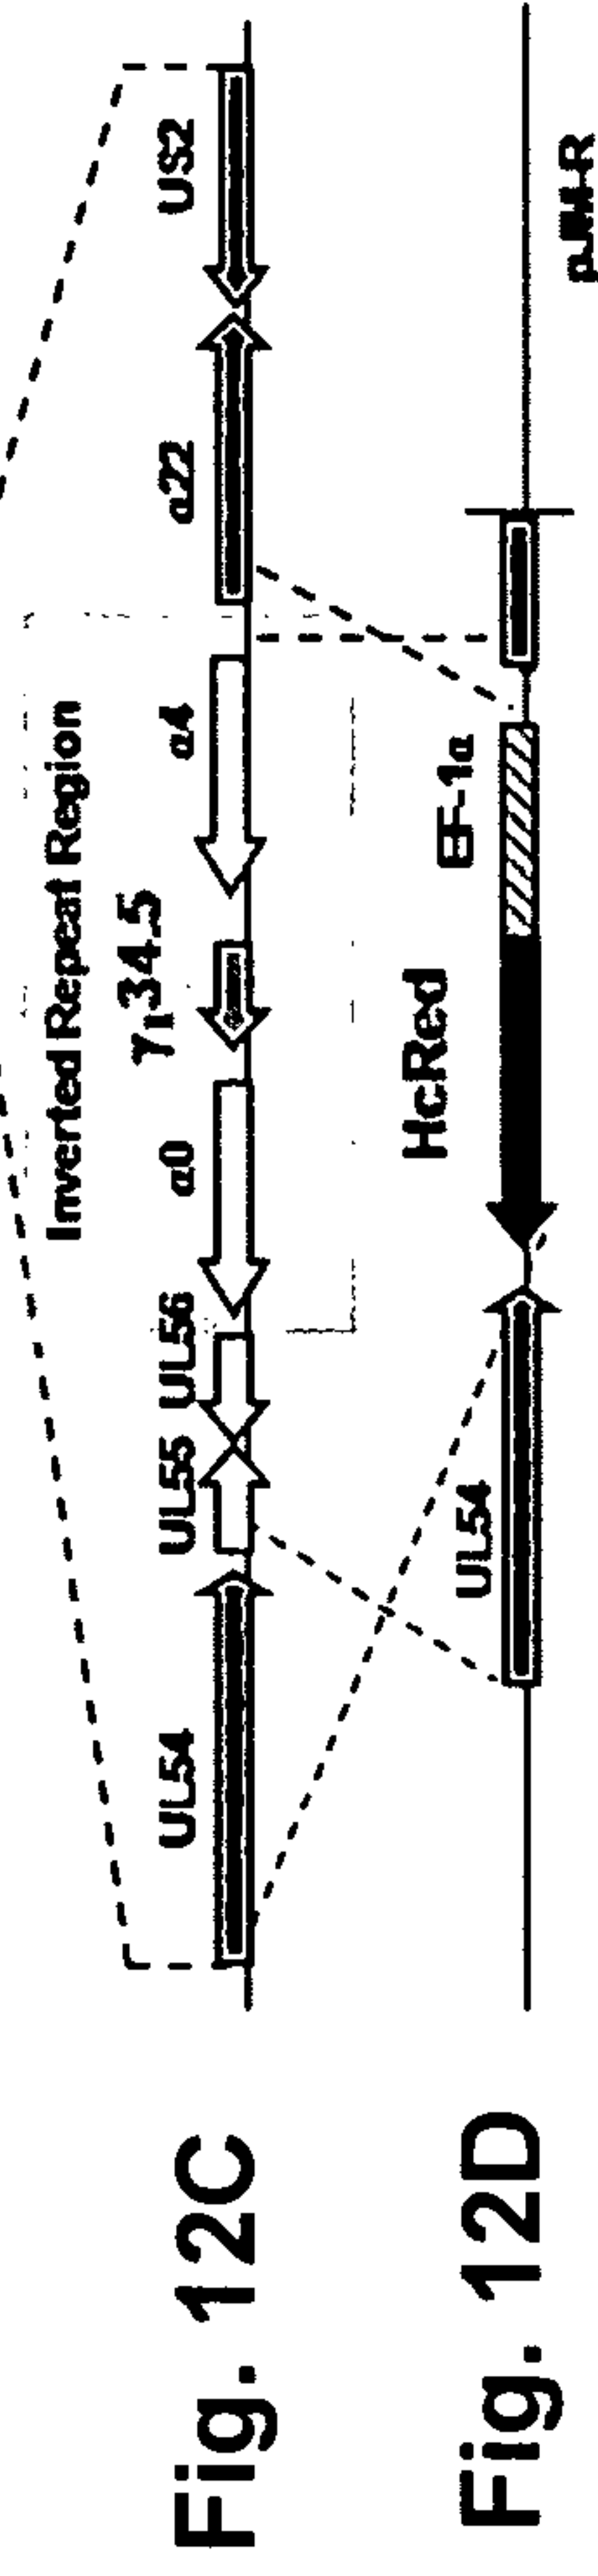 Inverted Repeat Region
UL54 UL55 UL56 α0 γ₁34.5 α4 α22 US2
Fig. 12C
UL54 HcRed EF-1α
Fig. 12D